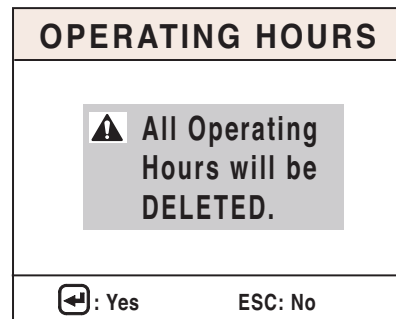 OPERATING HOURS
All Operating
Hours will be
DELETED.
: Yes ESC: No